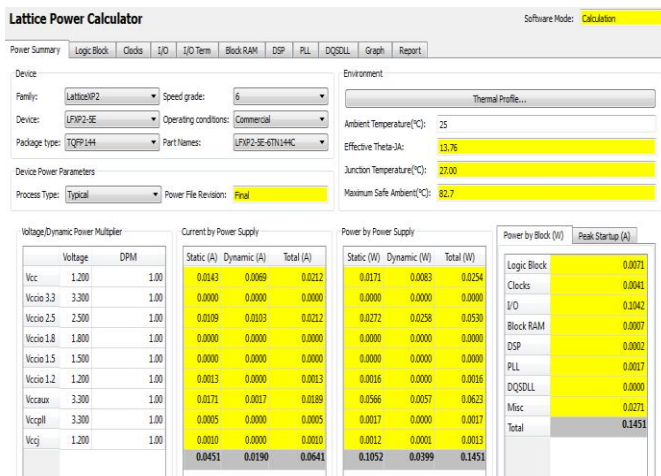 Lattice Power Calculator
Software Mode: Calculation
Power Summary Logic Block Clocks I/O I/O Term Block RAM DSP PLL DQSDLL Graph Report
Device
Family: LatticeXP2 Speed grade: 6
Device: LFXP2-5E Operating conditions: Commercial
Package type: TQFP144 Part Names: LFXP2-5E-6TN144C
Device Power Parameters
Process Type: Typical Power File Revision: Final
Environment
Thermal Profile...
Ambient Temperature(°C): 25
Effective Theta-JA: 13.76
Junction Temperature(°C): 27.00
Maximum Safe Ambient(°C): 82.7
Voltage/Dynamic Power Multiplier
Voltage DPM
Vcc 1.200 1.00
Vccio 3.3 3.300 1.00
Vccio 2.5 2.500 1.00
Vccio 1.8 1.800 1.00
Vccio 1.5 1.500 1.00
Vccio 1.2 1.200 1.00
Vccaux 3.300 1.00
Vccpll 3.300 1.00
Vccj 1.200 1.00
Current by Power Supply
Static (A) Dynamic (A) Total (A)
0.0143 0.0069 0.0212
0.0000 0.0000 0.0000
0.0109 0.0103 0.0212
0.0000 0.0000 0.0000
0.0000 0.0000 0.0000
0.0013 0.0000 0.0013
0.0171 0.0017 0.0189
0.0005 0.0000 0.0005
0.0010 0.0000 0.0010
0.0451 0.0190 0.0641
Power by Power Supply
Static (W) Dynamic (W) Total (W)
0.0171 0.0083 0.0254
0.0000 0.0000 0.0000
0.0272 0.0258 0.0530
0.0000 0.0000 0.0000
0.0000 0.0000 0.0000
0.0016 0.0000 0.0016
0.0566 0.0057 0.0623
0.0017 0.0000 0.0017
0.0012 0.0001 0.0013
0.1052 0.0399 0.1451
Power by Block (W) Peak Startup (A)
Logic Block 0.0071
Clocks 0.0041
I/O 0.1042
Block RAM 0.0007
DSP 0.0002
PLL 0.0017
DQSDLL 0.0000
Misc 0.0271
Total 0.1451